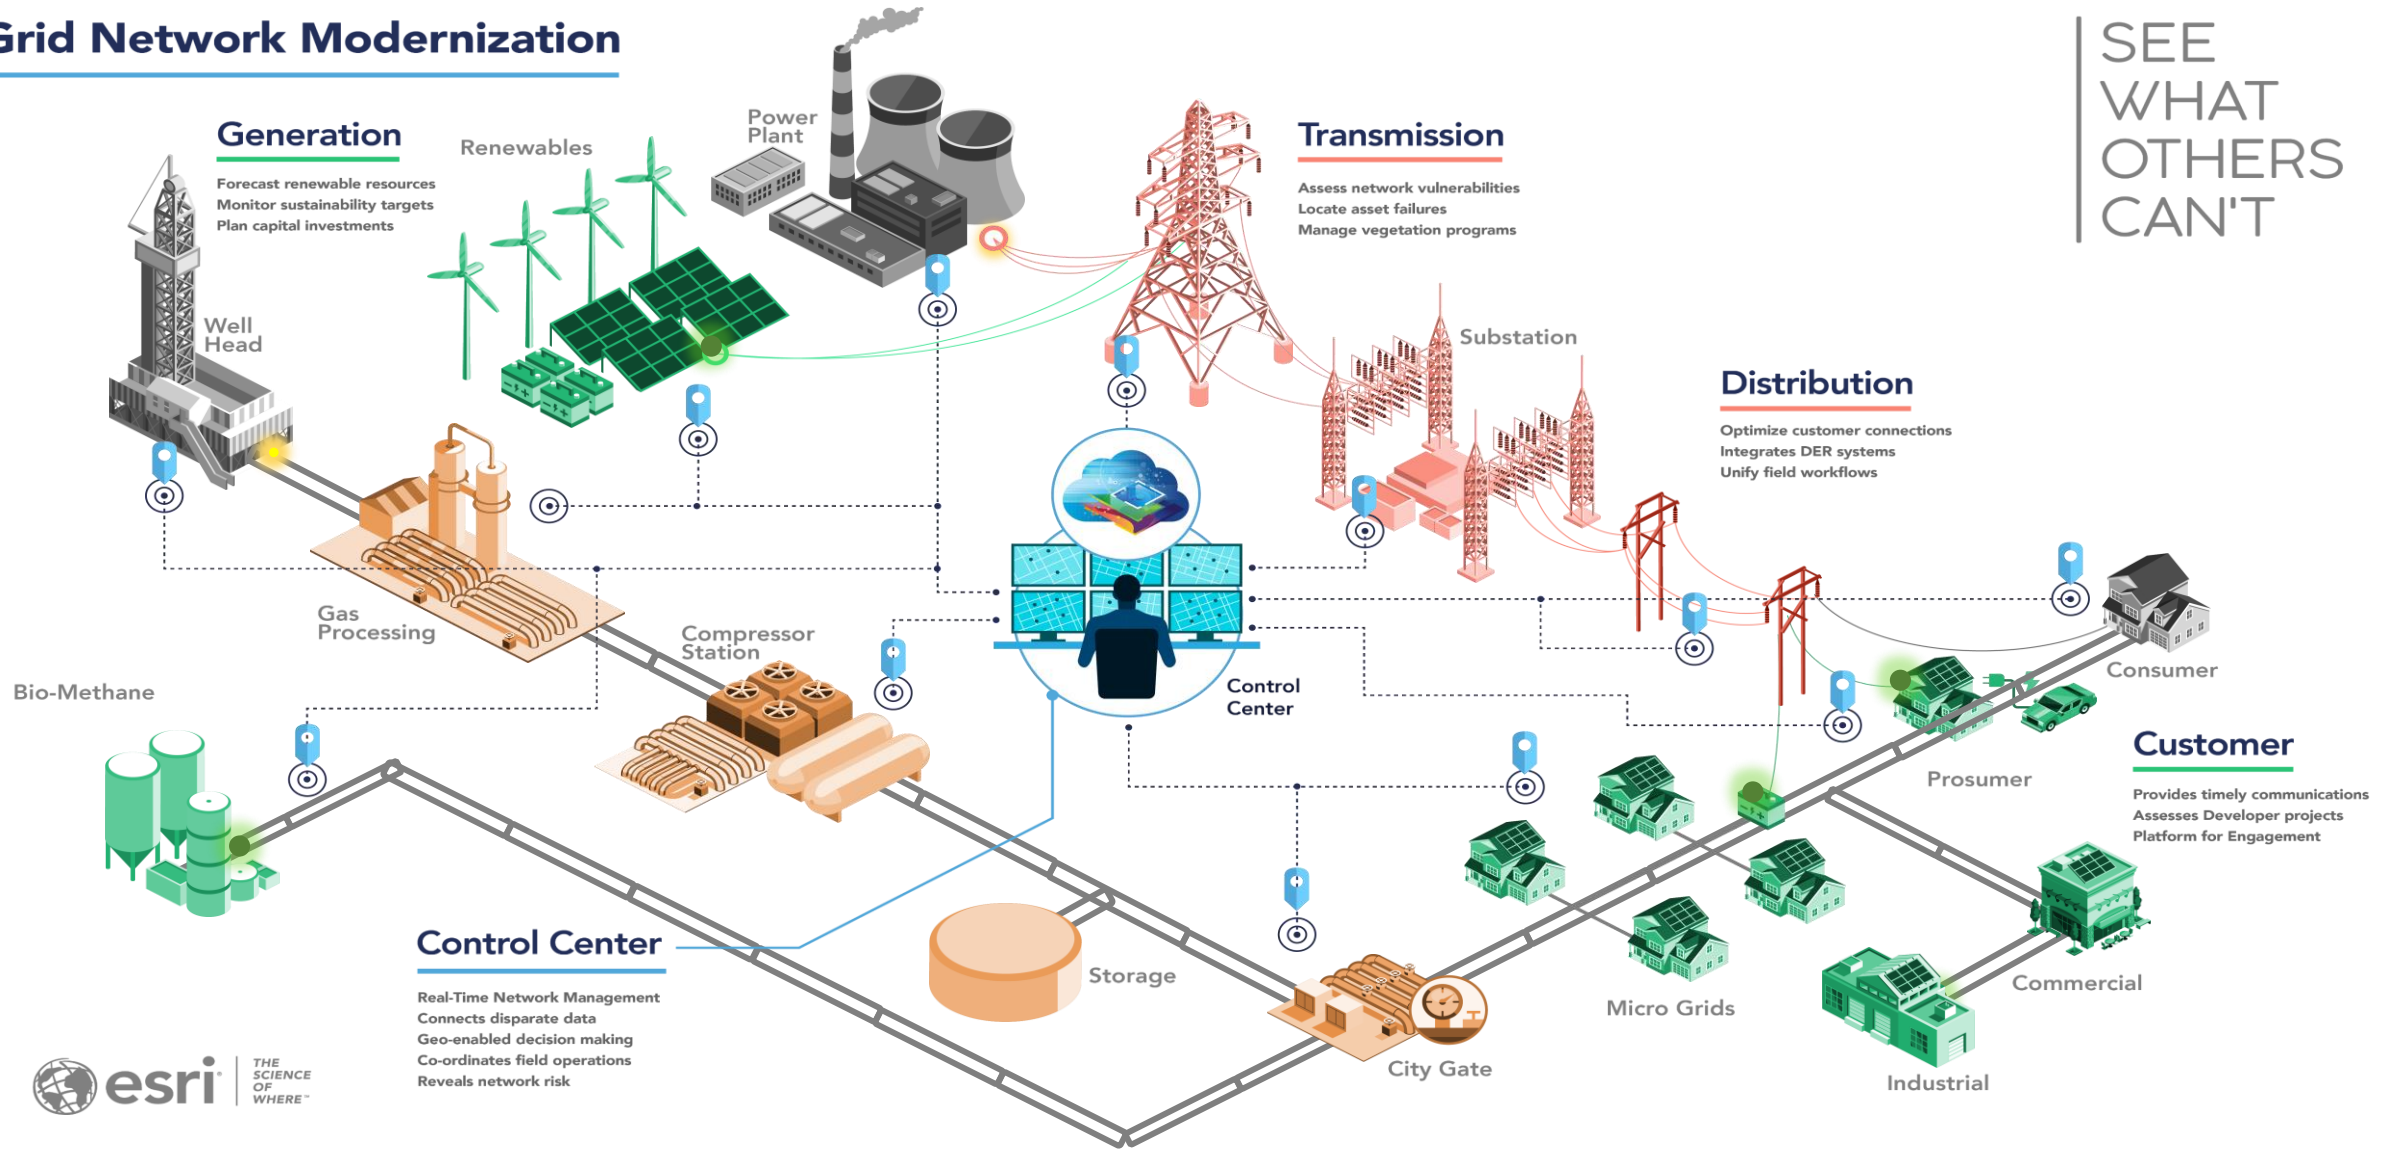 Grid Network Modernization
SEE
WHAT
OTHERS
CAN'T
Generation
Forecast renewable resources
Monitor sustainability targets
Plan capital investments
Renewables
Power
Plant
Transmission
Assess network vulnerabilities
Locate asset failures
Manage vegetation programs
Well
Head
Substation
Distribution
Optimize customer connections
Integrates DER systems
Unify field workflows
Gas
Processing
Compressor
Station
Bio-Methane
Control
Center
Consumer
Prosumer
Customer
Provides timely communications
Assesses Developer projects
Platform for Engagement
Control Center
Real-Time Network Management
Connects disparate data
Geo-enabled decision making
Co-ordinates field operations
Reveals network risk
Storage
City Gate
Micro Grids
Commercial
Industrial
esri
THE
SCIENCE
OF
WHERE™